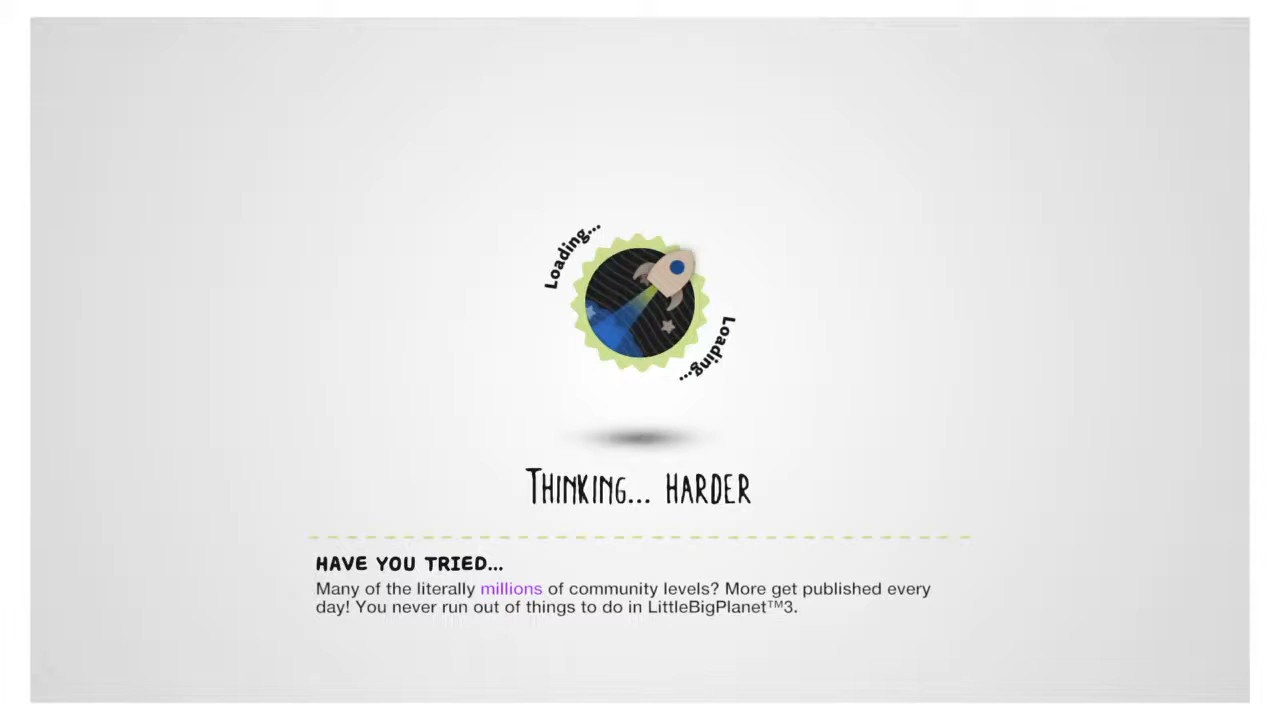 Loading...
Loading...
THINKING... HARDER
HAVE YOU TRIED...
Many of the literally millions of community levels? More get published every
day! You never run out of things to do in LittleBigPlanet™3.